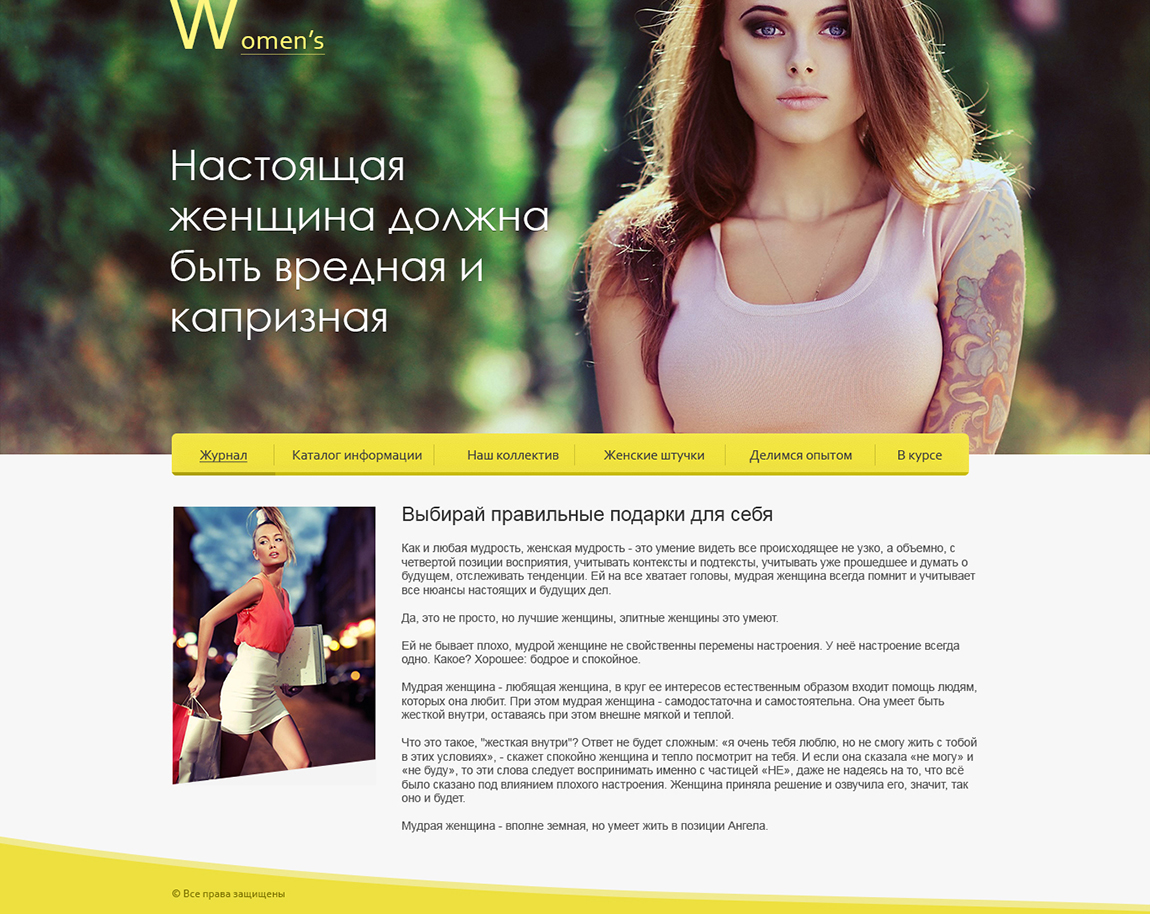 Women's
Настоящая
женщина должна
быть вредная и
капризная
Журнал Каталог информации Наш коллектив Женские штучки Делимся опытом В курсе
Выбирай правильные подарки для себя
Как и любая мудрость, женская мудрость - это умение видеть все происходящее не узко, а объемно, с
четвертой позиции восприятия, учитывать контексты и подтексты, учитывать уже прошедшее и думать о
будущем, отслеживать тенденции. Ей на все хватает головы, мудрая женщина всегда помнит и учитывает
все нюансы настоящих и будущих дел.
Да, это не просто, но лучшие женщины, элитные женщины это умеют.
Ей не бывает плохо, мудрой женщине не свойственны перемены настроения. У неё настроение всегда
одно. Какое? Хорошее: бодрое и спокойное.
Мудрая женщина - любящая женщина, в круг ее интересов естественным образом входит помощь людям,
которых она любит. При этом мудрая женщина - самодостаточна и самостоятельна. Она умеет быть
жесткой внутри, оставаясь при этом внешне мягкой и теплой.
Что это такое, "жесткая внутри"? Ответ не будет сложным: «я очень тебя люблю, но не смогу жить с тобой
в этих условиях», - скажет спокойно женщина и тепло посмотрит на тебя. И если она сказала «не могу» и
«не буду», то эти слова следует воспринимать именно с частицей «НЕ», даже не надеясь на то, что всё
было сказано под влиянием плохого настроения. Женщина приняла решение и озвучила его, значит, так
оно и будет.
Мудрая женщина - вполне земная, но умеет жить в позиции Ангела.
© Все права защищены